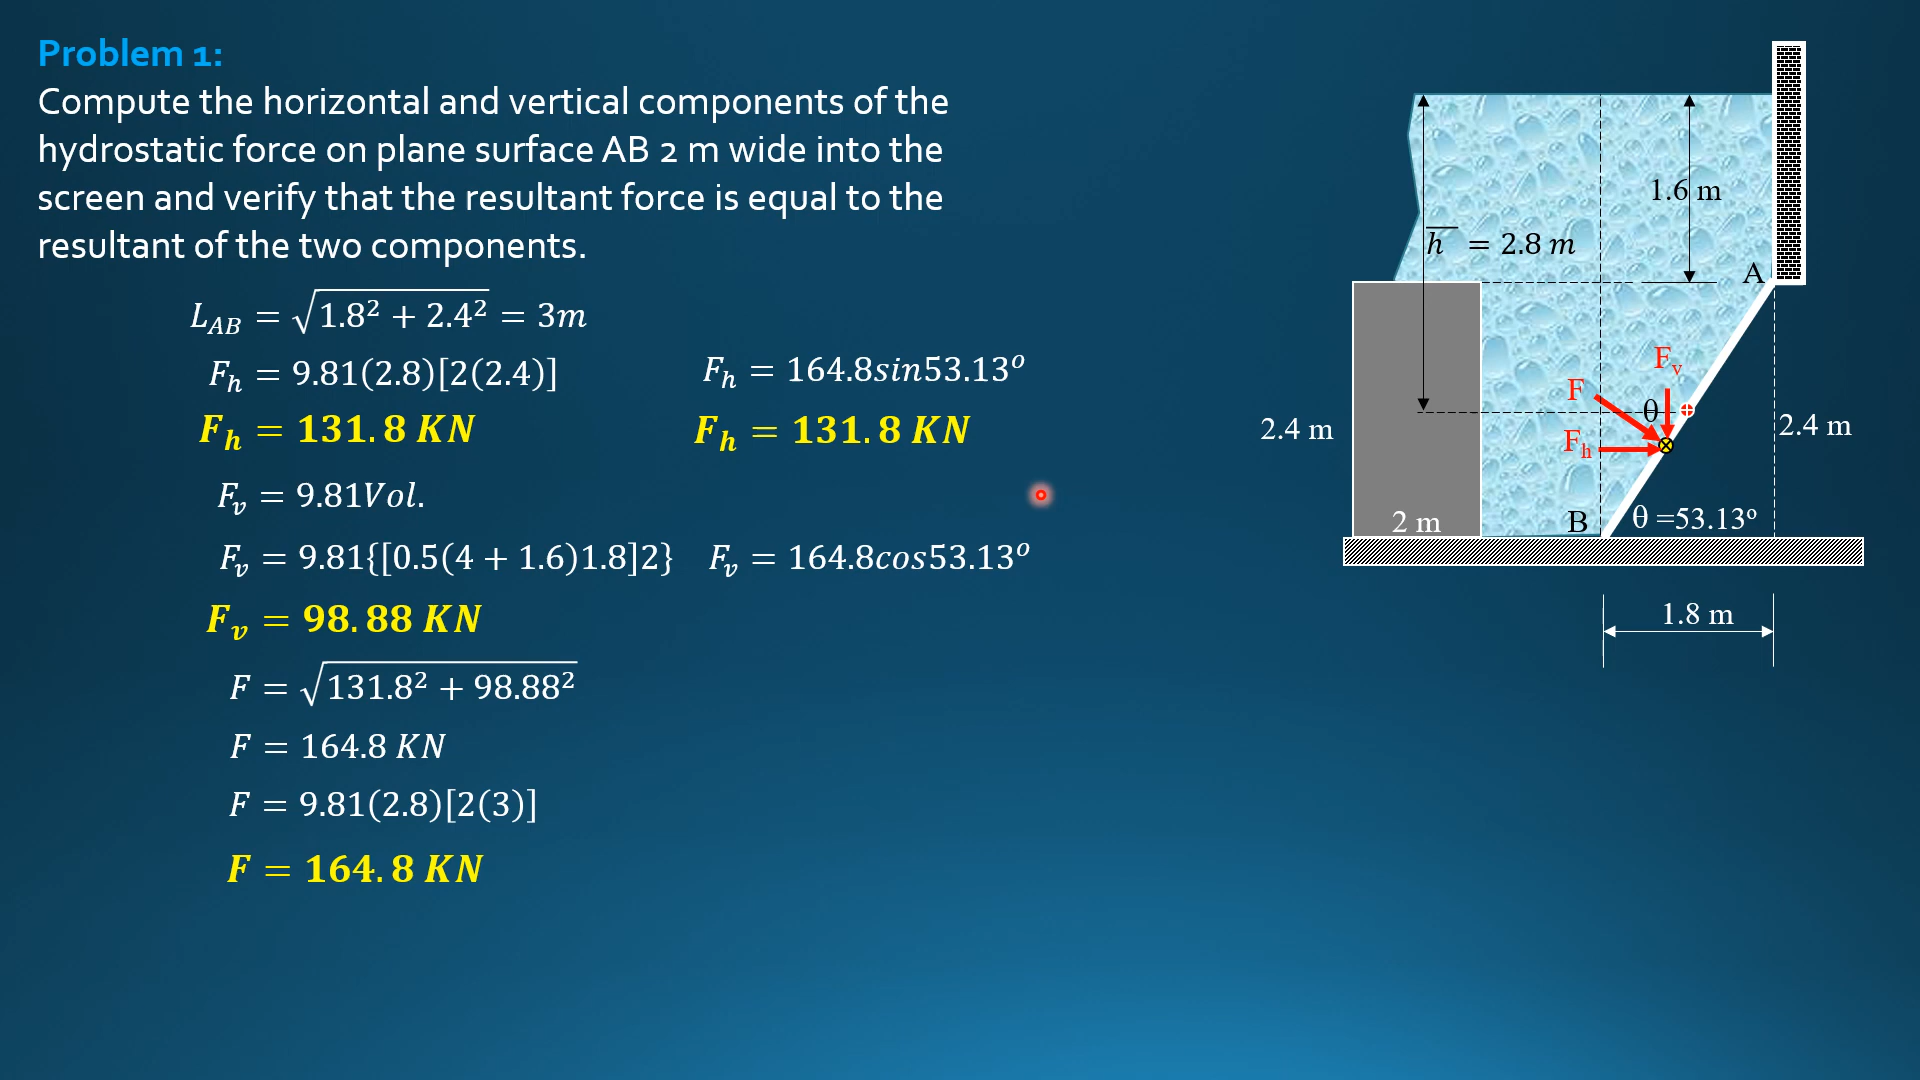 Problem 1:
Compute the horizontal and vertical components of the
hydrostatic force on plane surface AB 2 m wide into the
screen and verify that the resultant force is equal to the
resultant of the two components.
L_{AB} = √(1.8² + 2.4²) = 3m
F_h = 9.81(2.8)[2(2.4)]
F_h = 164.8sin53.13°
F_h = 131.8 KN
F_h = 131.8 KN
F_v = 9.81Vol.
F_v = 9.81{[0.5(4 + 1.6)1.8]2}
F_v = 164.8cos53.13°
F_v = 98.88 KN
F = √(131.8² + 98.88²)
F = 164.8 KN
F = 9.81(2.8)[2(3)]
F = 164.8 KN
1.6 m
h̅ = 2.8 m
A
F_v
F
θ
F_h
2.4 m
2.4 m
2 m
B
θ =53.13°
1.8 m